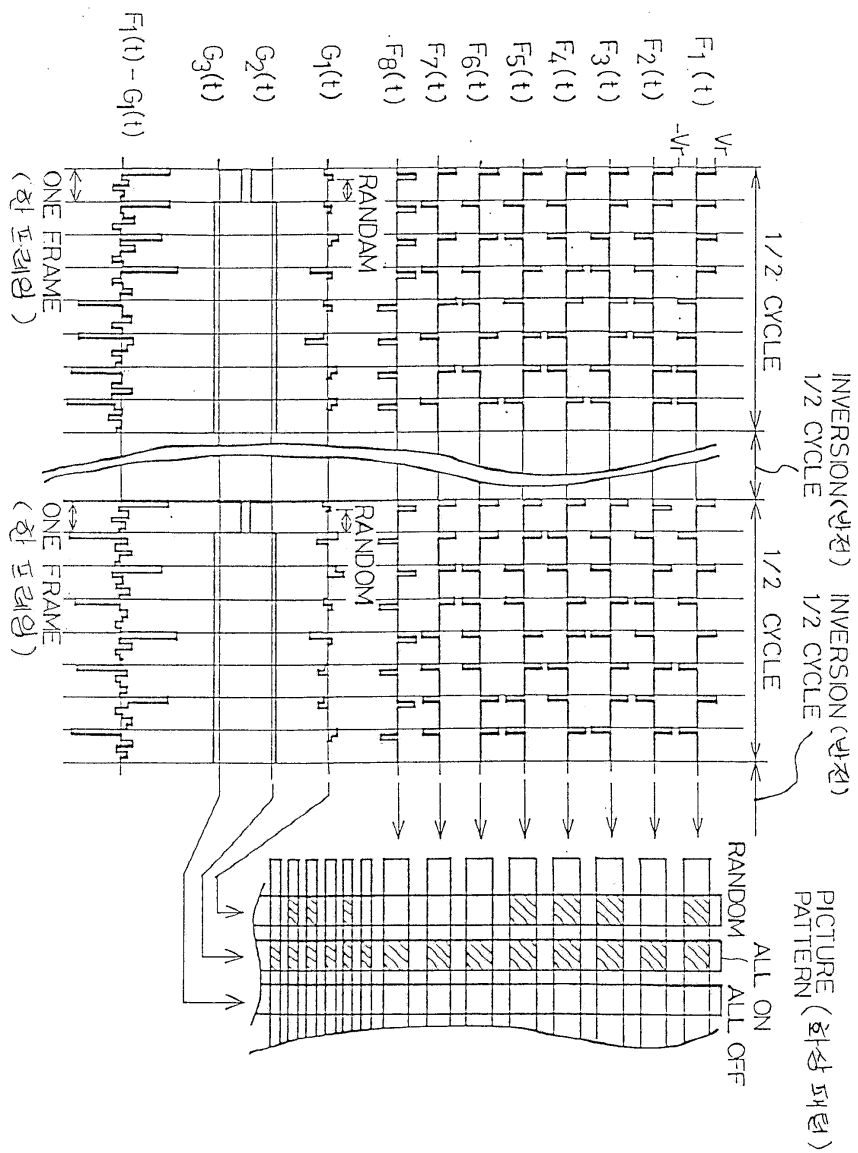 PICTURE (화상 패턴)
PATTERN
INVERSION(반전)
1/2 CYCLE
INVERSION(반전)
1/2 CYCLE
1/2 CYCLE
1/2 CYCLE
Vr
-Vr
F1(t)
F2(t)
F3(t)
F4(t)
F5(t)
F6(t)
F7(t)
F8(t)
G1(t)
G2(t)
G3(t)
F1(t) - G1(t)
RANDAM
RANDOM
ONE FRAME
(한 프레임)
ONE FRAME
(한 프레임)
RANDOM
ALL ON
ALL OFF